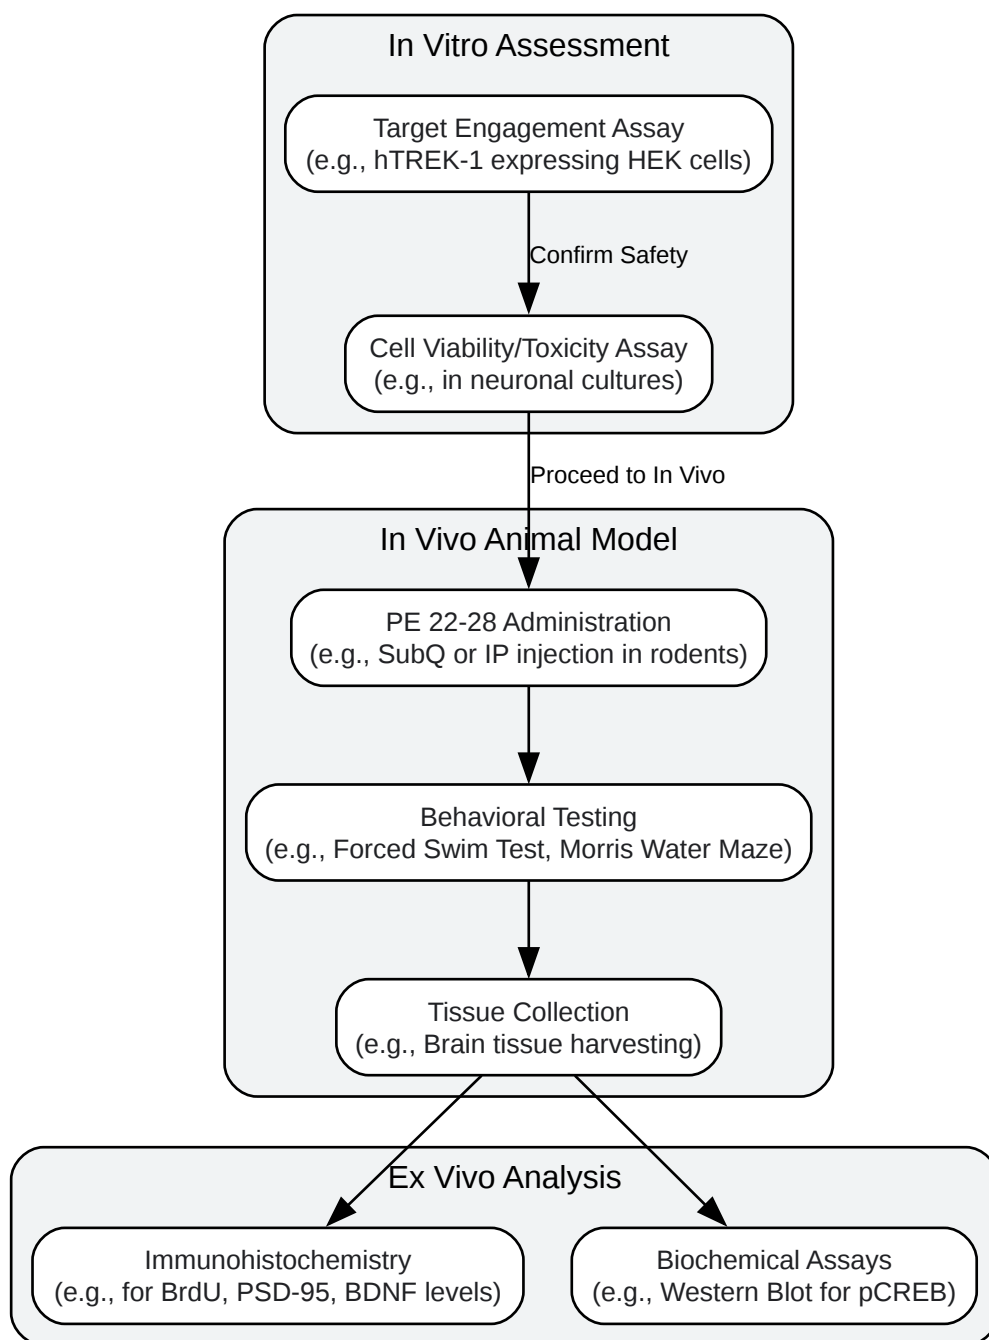 In Vitro Assessment
Target Engagement Assay
(e.g., hTREK-1 expressing HEK cells)
Confirm Safety
Cell Viability/Toxicity Assay
(e.g., in neuronal cultures)
Proceed to In Vivo
In Vivo Animal Model
PE 22-28 Administration
(e.g., SubQ or IP injection in rodents)
Behavioral Testing
(e.g., Forced Swim Test, Morris Water Maze)
Tissue Collection
(e.g., Brain tissue harvesting)
Ex Vivo Analysis
Immunohistochemistry
(e.g., for BrdU, PSD-95, BDNF levels)
Biochemical Assays
(e.g., Western Blot for pCREB)